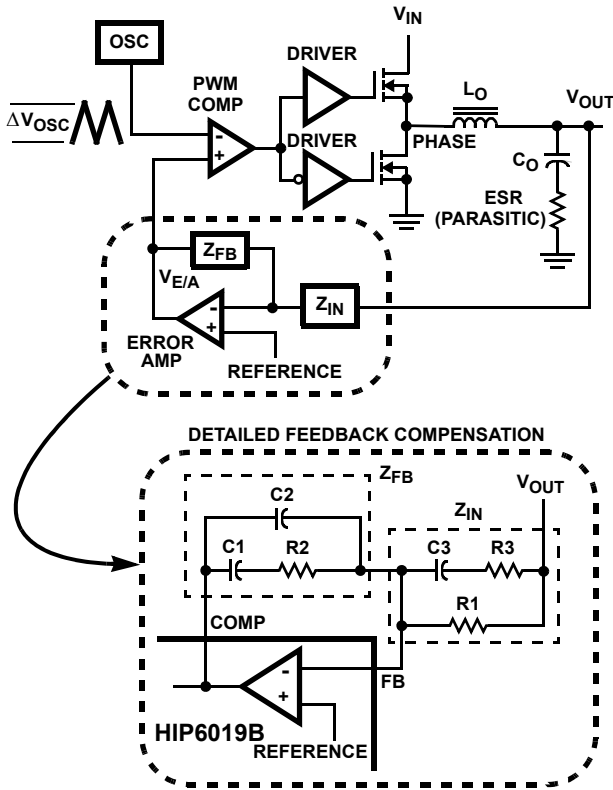 V_IN
OSC
DRIVER
PWM
COMP
L_O
V_OUT
ΔV_OSC
-
+
DRIVER
PHASE
C_O
ESR
(PARASITIC)
Z_FB
V_E/A
Z_IN
-
+
ERROR
AMP
REFERENCE
DETAILED FEEDBACK COMPENSATION
Z_FB
V_OUT
C2
Z_IN
C1
R2
C3
R3
R1
COMP
-
+
FB
HIP6019B
REFERENCE